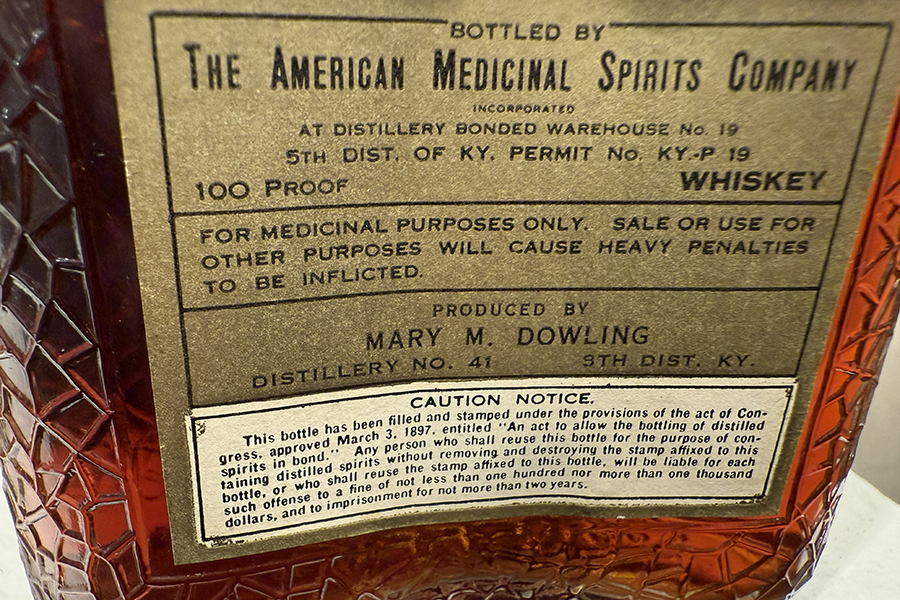 BOTTLED BY
THE AMERICAN MEDICINAL SPIRITS COMPANY
INCORPORATED
AT DISTILLERY BONDED WAREHOUSE No. 19
5TH DIST. OF KY. PERMIT No. KY.-P 19
100 PROOF WHISKEY
FOR MEDICINAL PURPOSES ONLY. SALE OR USE FOR
OTHER PURPOSES WILL CAUSE HEAVY PENALTIES
TO BE INFLICTED.
PRODUCED BY
MARY M. DOWLING
DISTILLERY NO. 41 8TH DIST. KY.
CAUTION NOTICE.
This bottle has been filled and stamped under the provisions of the act of Con-
gress, approved March 3, 1897, entitled "An act to allow the bottling of distilled
spirits in bond." Any person who shall reuse this bottle for the purpose of con-
taining distilled spirits without removing and destroying the stamp affixed to this
bottle, or who shall reuse the stamp affixed to this bottle, will be liable for each
such offense to a fine of not less than one hundred nor more than one thousand
dollars, and to imprisonment for not more than two years.